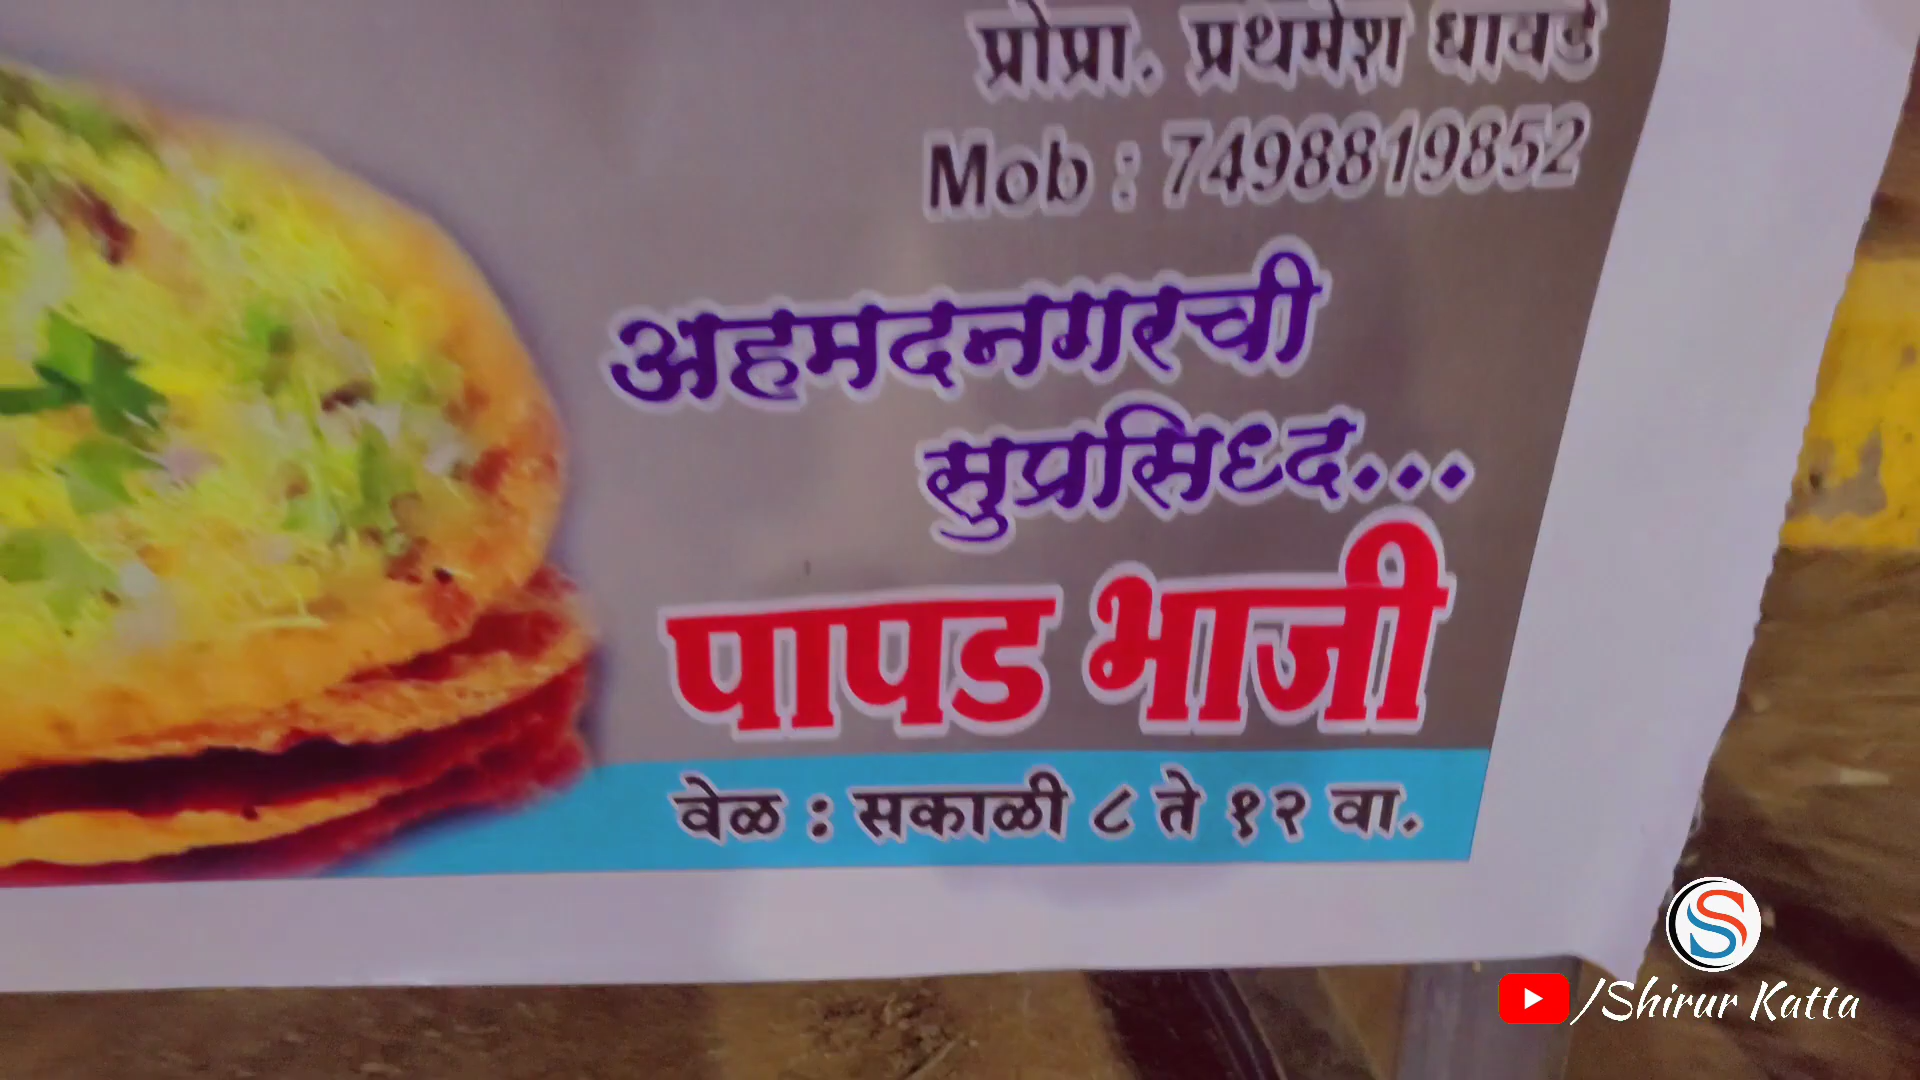 प्रोप्रा. प्रथमेश धावडे
Mob : 7498819852
अहमदनगरची
सुप्रसिध्द...
पापड भाजी
वेळ : सकाळी ८ ते १२ वा.
/Shirur Katta